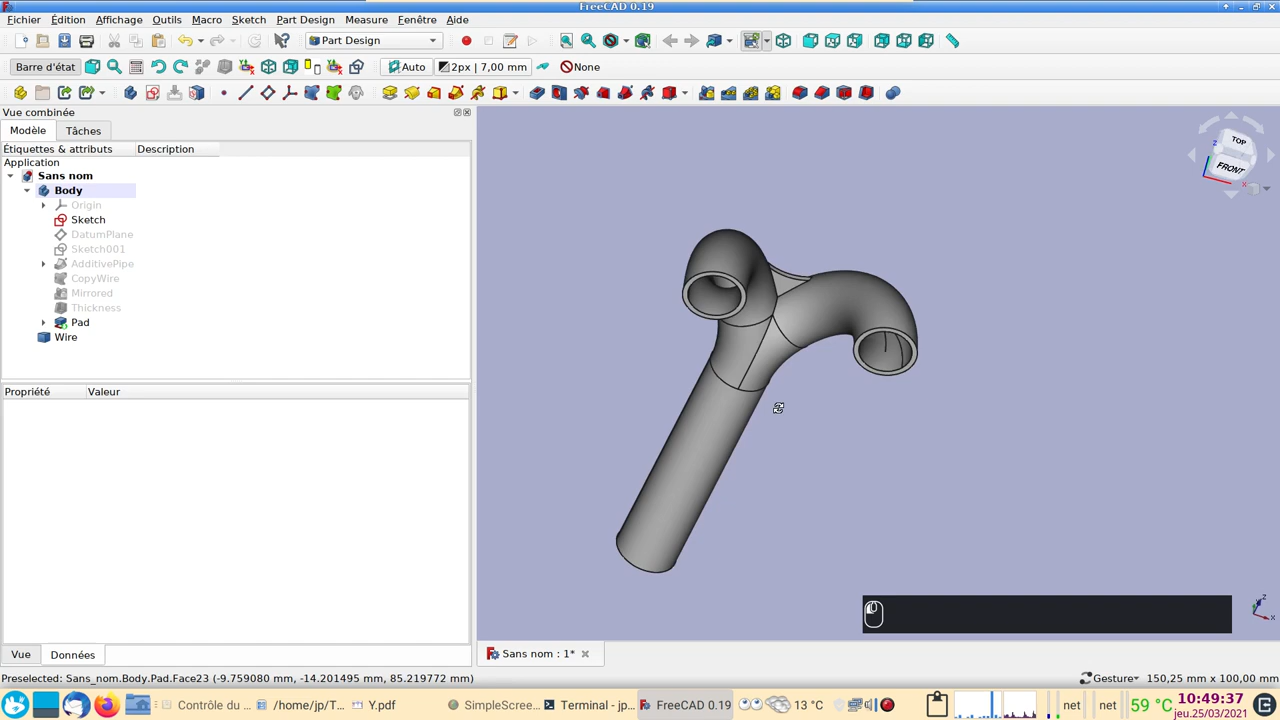 FreeCAD 0.19
Fichier Édition Affichage Outils Macro Sketch Part Design Measure Fenêtre Aide
Part Design
Barre d'état Auto 2px | 7,00 mm None
Vue combinée
Modèle Tâches
Étiquettes & attributs Description
Application
Sans nom
Body
Origin
Sketch
DatumPlane
Sketch001
AdditivePipe
CopyWire
Mirrored
Thickness
Pad
Wire
Propriété Valeur
TOP
FRONT
Z
X
Z
X
Vue Données
Sans nom : 1*
Preselected: Sans_nom.Body.Pad.Face23 (-9.759080 mm, -14.201495 mm, 85.219772 mm)
Gesture 150,25 mm x 100,00 mm
Contrôle du ... /home/jp/T... Y.pdf SimpleScree... Terminal - jp... FreeCAD 0.19 13 °C net net 59 °C 10:49:37
jeu.25/03/2021